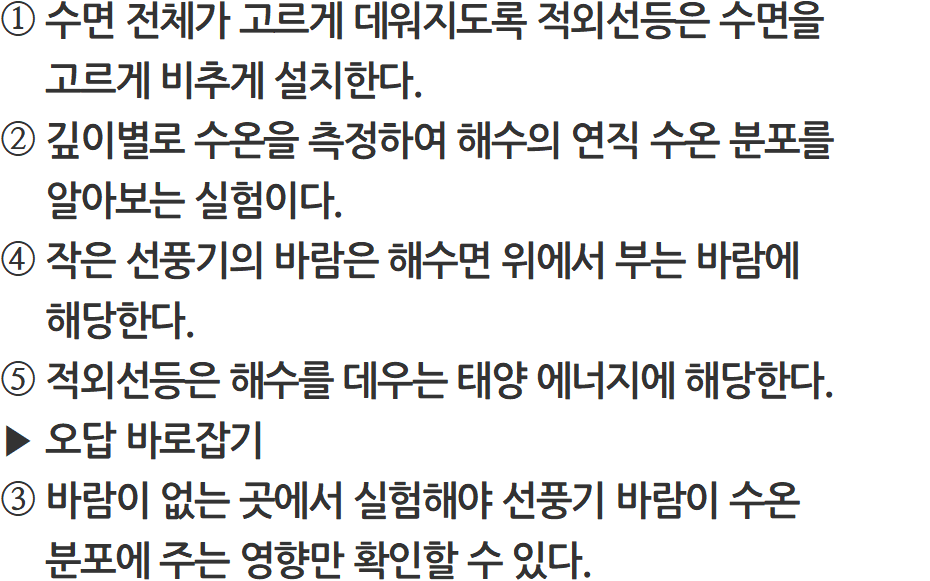 ① 수면 전체가 고르게 데워지도록 적외선등은 수면을
고르게 비추게 설치한다.
② 깊이별로 수온을 측정하여 해수의 연직 수온 분포를
알아보는 실험이다.
④ 작은 선풍기의 바람은 해수면 위에서 부는 바람에
해당한다.
⑤ 적외선등은 해수를 데우는 태양 에너지에 해당한다.
▶ 오답 바로잡기
③ 바람이 없는 곳에서 실험해야 선풍기 바람이 수온
분포에 주는 영향만 확인할 수 있다.